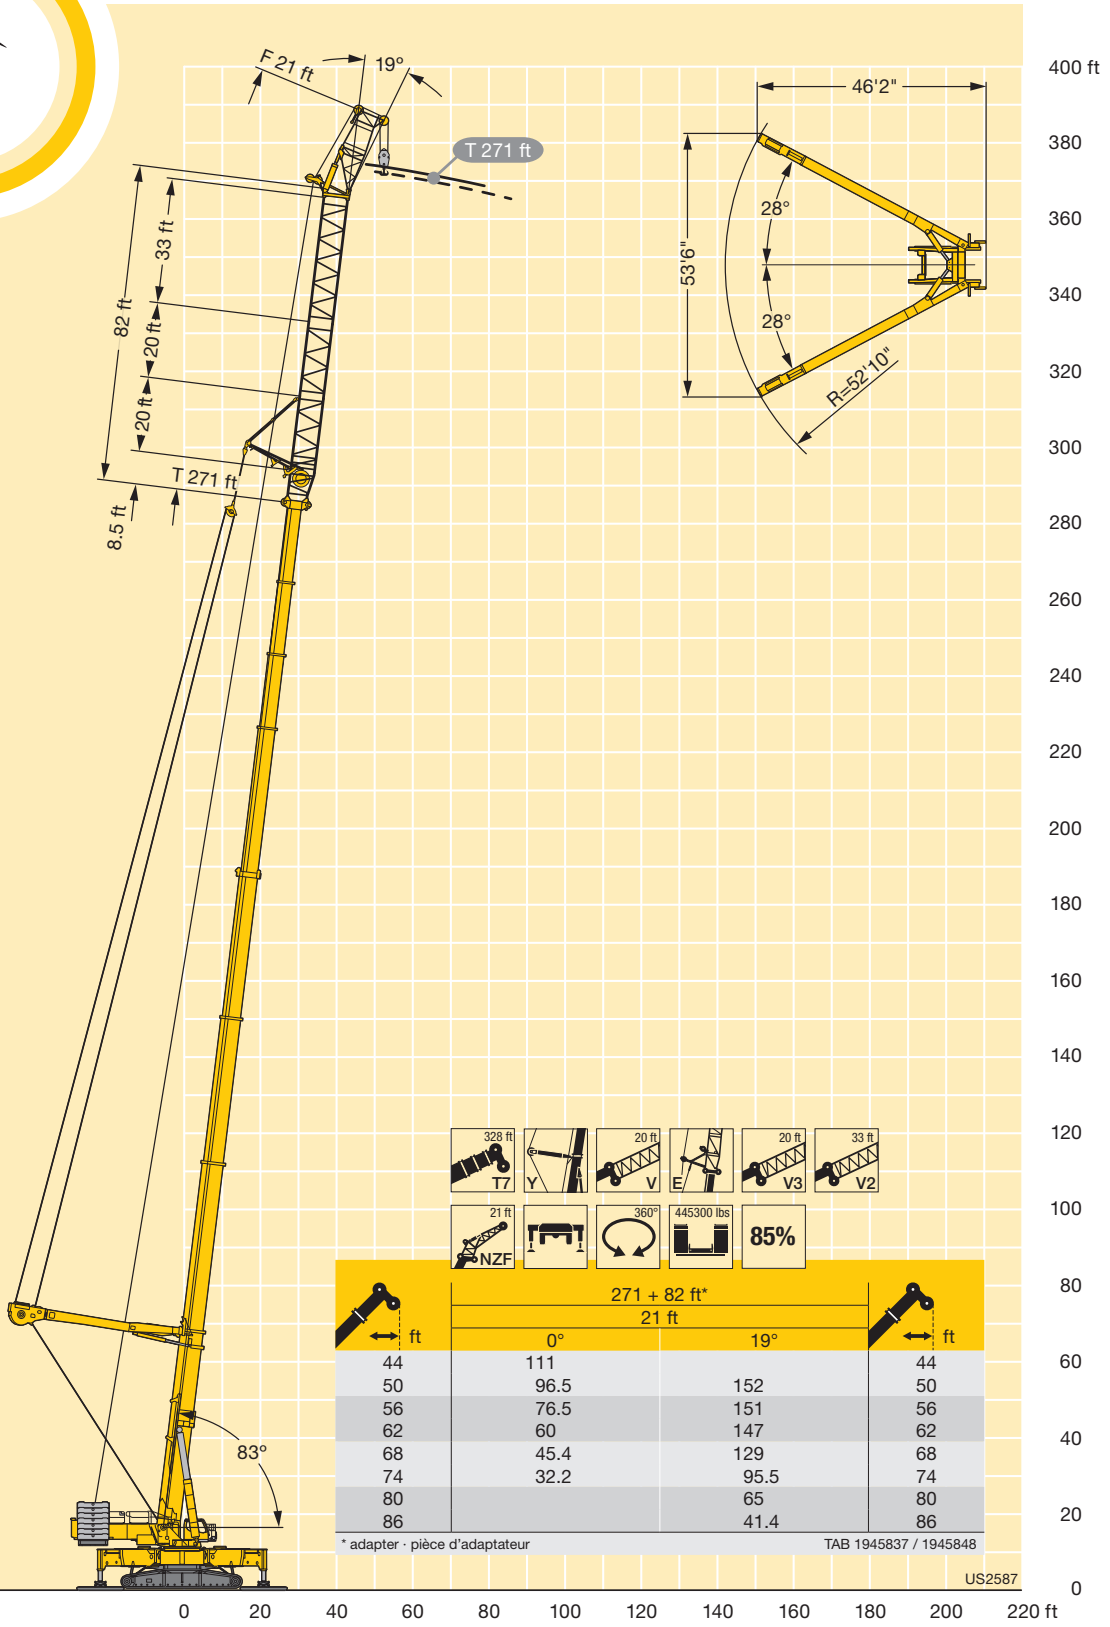 F 21 ft
19°
T 271 ft
33 ft
82 ft
20 ft
20 ft
T 271 ft
8.5 ft
46'2"
53'6"
28°
28°
R=52'10"
400 ft
380
360
340
320
300
280
260
240
220
200
180
160
140
120
100
80
60
40
20
0
83°
328 ft T7
Y
20 ft V
E
20 ft V3
33 ft V2
21 ft NZF
360°
445300 lbs
85%
271 + 82 ft*
21 ft
ft 0° 19° ft
44 111 44
50 96.5 152 50
56 76.5 151 56
62 60 147 62
68 45.4 129 68
74 32.2 95.5 74
80 65 80
86 41.4 86
* adapter · pièce d'adaptateur TAB 1945837 / 1945848
US2587
0 20 40 60 80 100 120 140 160 180 200 220 ft